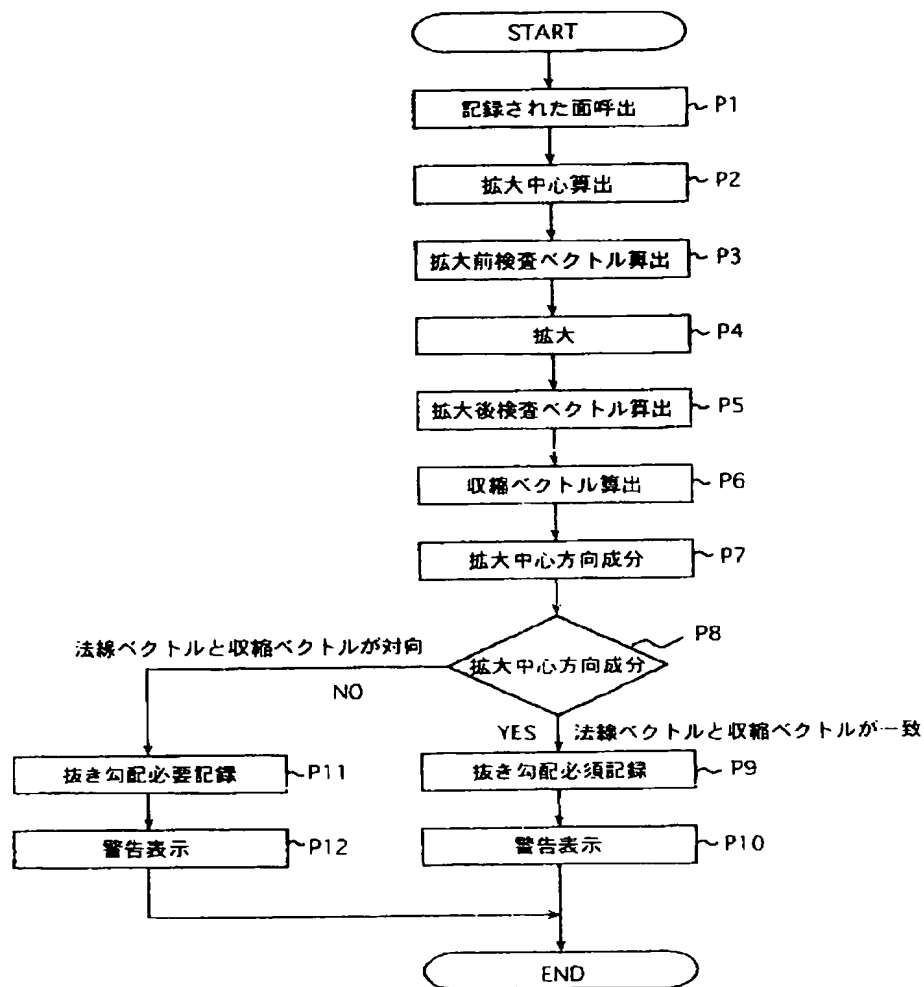 START
記録された面呼出 P1
拡大中心算出 P2
拡大前検査ベクトル算出 P3
拡大 P4
拡大後検査ベクトル算出 P5
収縮ベクトル算出 P6
拡大中心方向成分 P7
法線ベクトルと収縮ベクトルが対向
NO
拡大中心方向成分 P8
YES 法線ベクトルと収縮ベクトルが一致
抜き勾配必要記録 P11
抜き勾配必須記録 P9
警告表示 P12
警告表示 P10
END